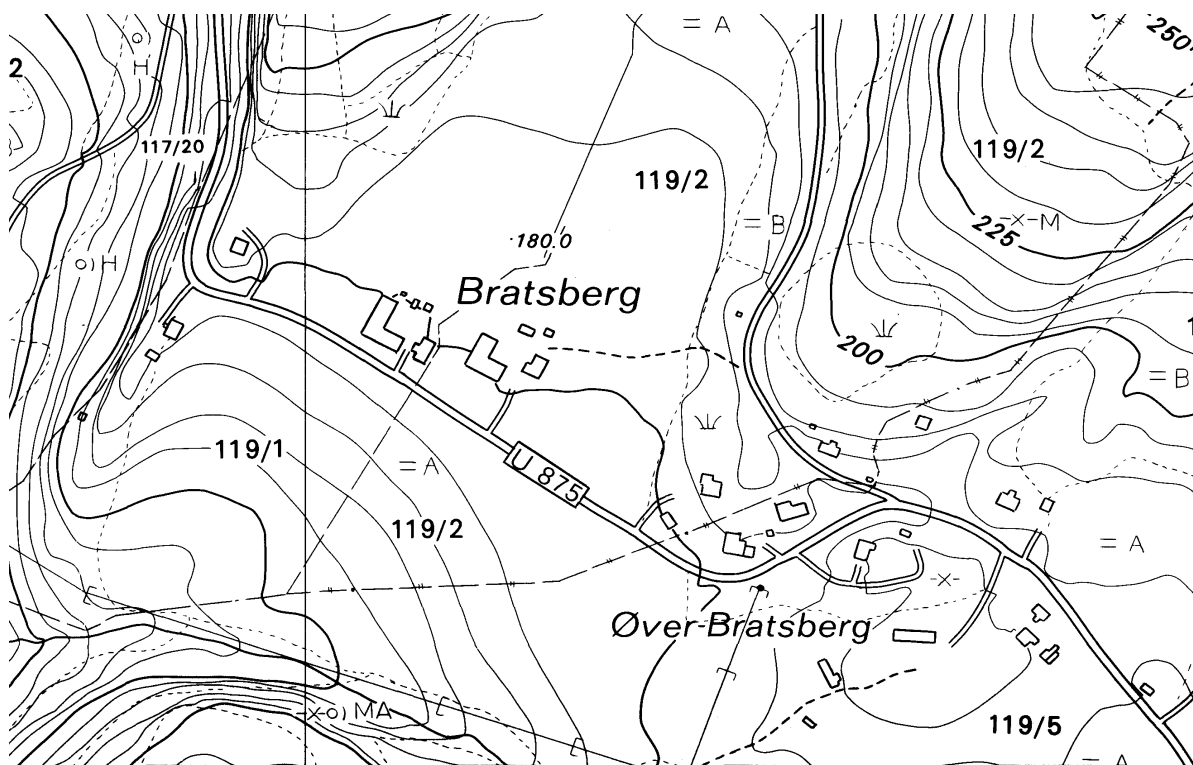 = A
250
2
H
117/20
119/2
119/2
= B
-x-M
225
·180.0
o) H
Bratsberg
200
= B
119/1
= A
U 875
119/2
= A
-x-
Øver-Bratsberg
-x-o) MA
119/5
= A